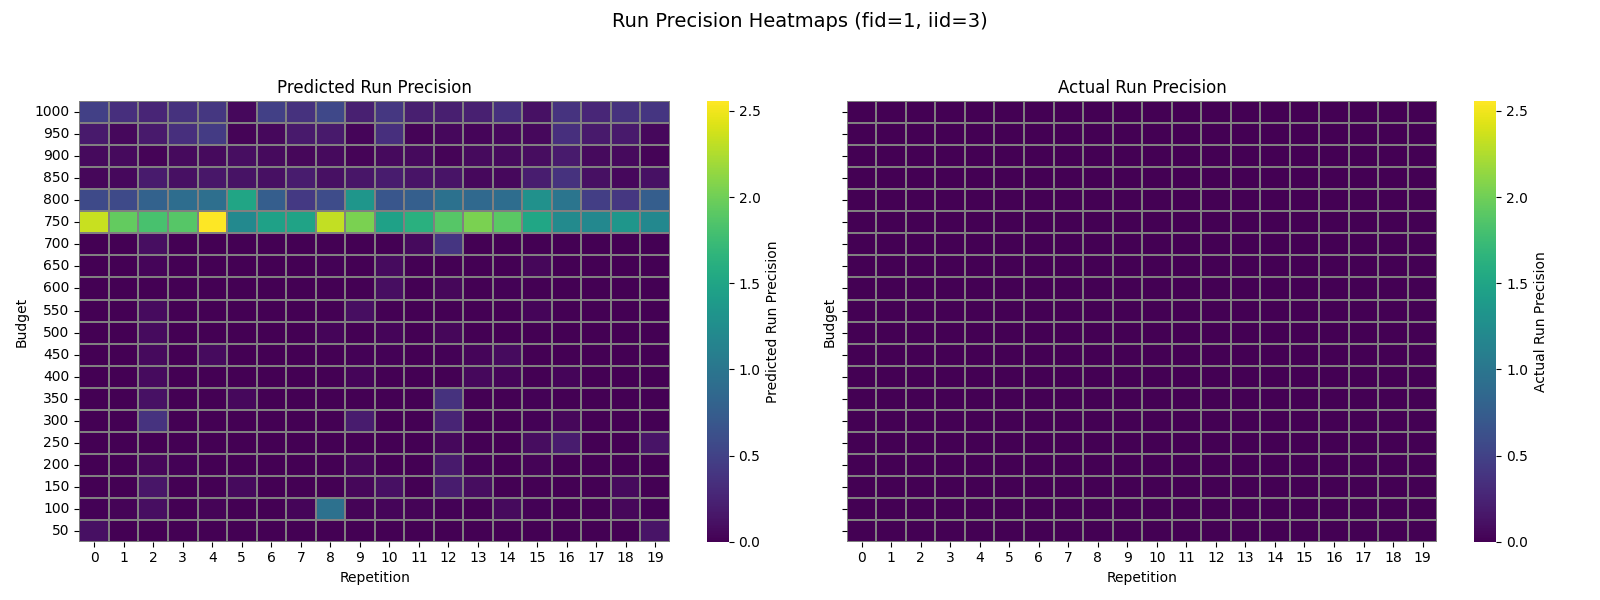 Run Precision Heatmaps (fid=1, iid=3)
Predicted Run Precision
1000
950
900
850
800
750
700
650
600
550
500
450
400
350
300
250
200
150
100
50
Budget
0 1 2 3 4 5 6 7 8 9 10 11 12 13 14 15 16 17 18 19
Repetition
2.5
2.0
1.5
1.0
0.5
0.0
Predicted Run Precision
Actual Run Precision
Budget
0 1 2 3 4 5 6 7 8 9 10 11 12 13 14 15 16 17 18 19
Repetition
2.5
2.0
1.5
1.0
0.5
0.0
Actual Run Precision